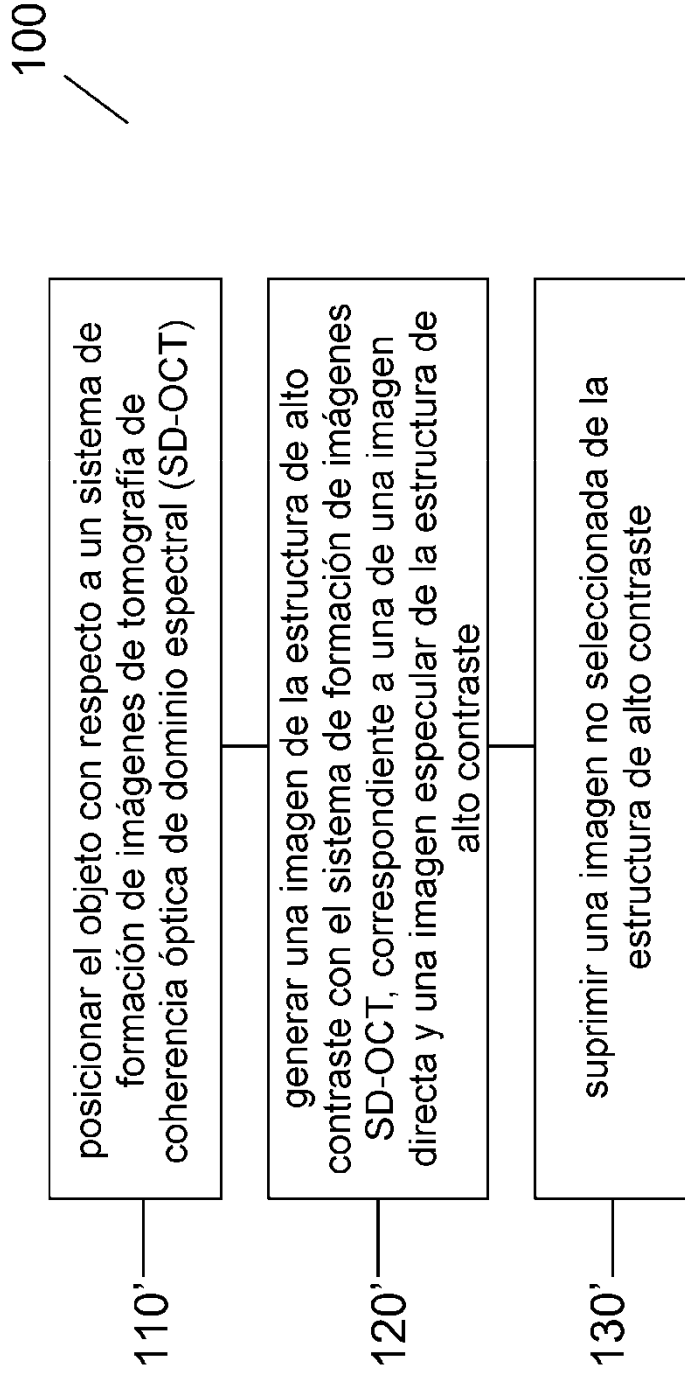 100
110’
posicionar el objeto con respecto a un sistema de
formación de imágenes de tomografía de
coherencia óptica de dominio espectral (SD-OCT)
120’
generar una imagen de la estructura de alto
contraste con el sistema de formación de imágenes
SD-OCT, correspondiente a una de una imagen
directa y una imagen especular de la estructura de
alto contraste
130’
suprimir una imagen no seleccionada de la
estructura de alto contraste